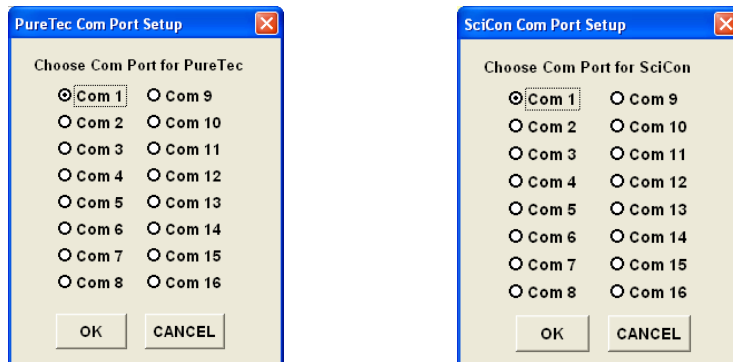 PureTec Com Port Setup
Choose Com Port for PureTec
Com 1 Com 9
Com 2 Com 10
Com 3 Com 11
Com 4 Com 12
Com 5 Com 13
Com 6 Com 14
Com 7 Com 15
Com 8 Com 16
OK CANCEL
SciCon Com Port Setup
Choose Com Port for SciCon
Com 1 Com 9
Com 2 Com 10
Com 3 Com 11
Com 4 Com 12
Com 5 Com 13
Com 6 Com 14
Com 7 Com 15
Com 8 Com 16
OK CANCEL